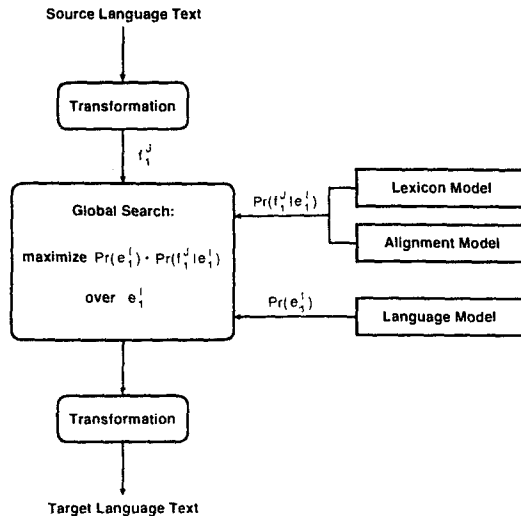 Source Language Text
Transformation
f₁ᴶ
Global Search:
maximize Pr(e₁ᴵ) · Pr(f₁ᴶ|e₁ᴵ)
over e₁ᴵ
Pr(f₁ᴶ|e₁ᴵ)
Lexicon Model
Alignment Model
Pr(e₁ᴵ)
Language Model
Transformation
Target Language Text